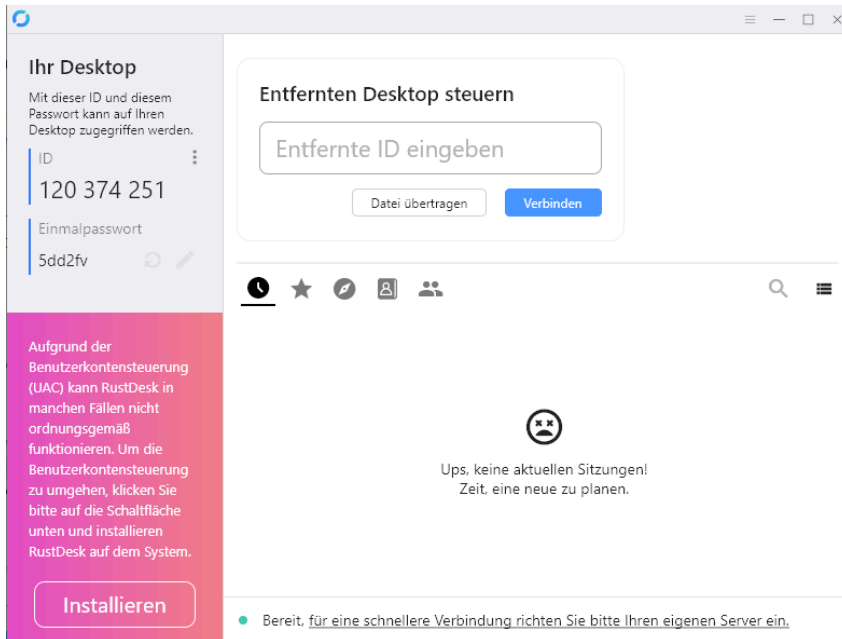 Ihr Desktop
Mit dieser ID und diesem
Passwort kann auf Ihren
Desktop zugegriffen werden.
ID
120 374 251
Einmalpasswort
5dd2fv
Aufgrund der
Benutzerkontensteuerung
(UAC) kann RustDesk in
manchen Fällen nicht
ordnungsgemäß
funktionieren. Um die
Benutzerkontensteuerung
zu umgehen, klicken Sie
bitte auf die Schaltfläche
unten und installieren
RustDesk auf dem System.
Installieren
Entfernten Desktop steuern
Entfernte ID eingeben
Datei übertragen
Verbinden
Ups, keine aktuellen Sitzungen!
Zeit, eine neue zu planen.
Bereit, für eine schnellere Verbindung richten Sie bitte Ihren eigenen Server ein.